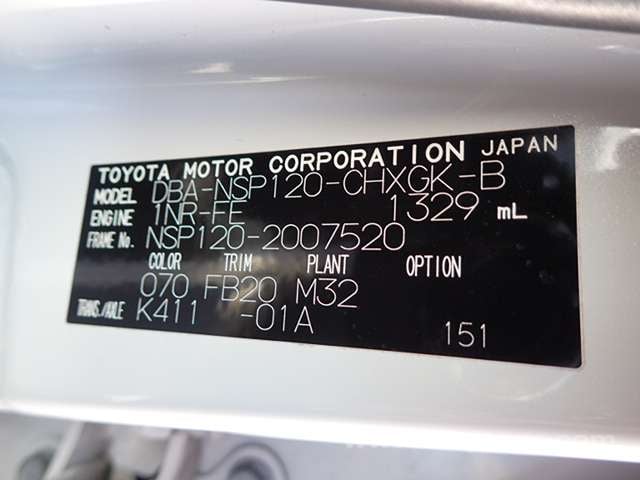 TOYOTA MOTOR CORPORATION JAPAN
MODEL DBA-NSP120-CHXGK-B
ENGINE 1NR-FE 1329 mL
FRAME No. NSP120-2007520
COLOR TRIM PLANT OPTION
070 FB20 M32
TRANS./AXLE K411 -01A
151